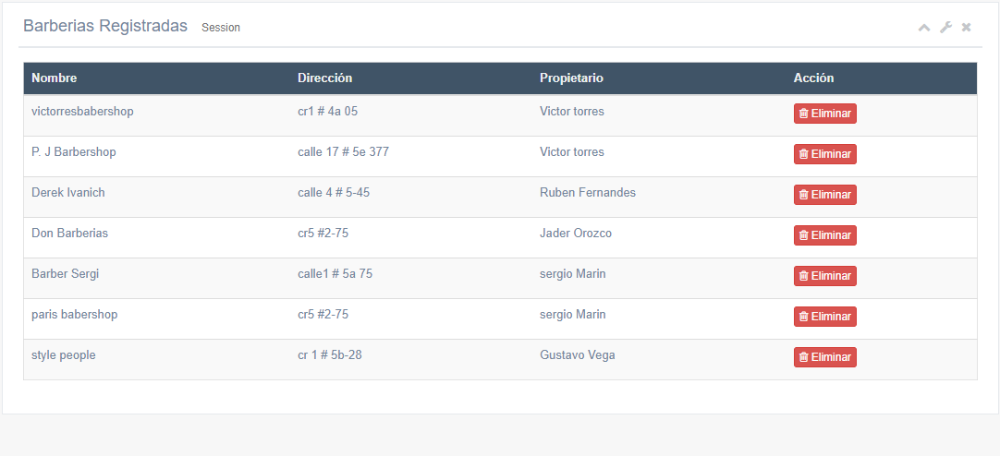 Barberias Registradas Session
Nombre Dirección Propietario Acción
victorresbabershop cr1 # 4a 05 Victor torres Eliminar
P. J Barbershop calle 17 # 5e 377 Victor torres Eliminar
Derek Ivanich calle 4 # 5-45 Ruben Fernandes Eliminar
Don Barberias cr5 #2-75 Jader Orozco Eliminar
Barber Sergi calle1 # 5a 75 sergio Marin Eliminar
paris babershop cr5 #2-75 sergio Marin Eliminar
style people cr 1 # 5b-28 Gustavo Vega Eliminar